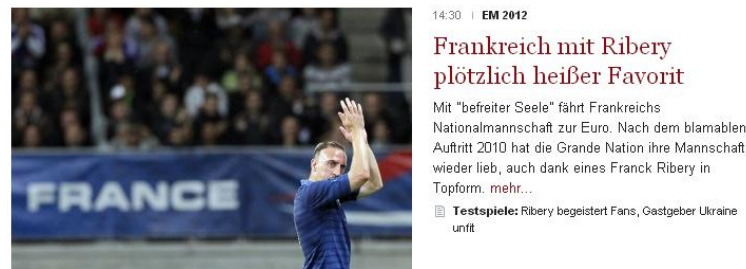 14:30 | EM 2012
Frankreich mit Ribery
plötzlich heißer Favorit
Mit "befreiter Seele" fährt Frankreichs
Nationalmannschaft zur Euro. Nach dem blamablen
Auftritt 2010 hat die Grande Nation ihre Mannschaft
wieder lieb, auch dank eines Franck Ribery in
Topform. mehr...
Testspiele: Ribery begeistert Fans, Gastgeber Ukraine
unfit
FRANCE